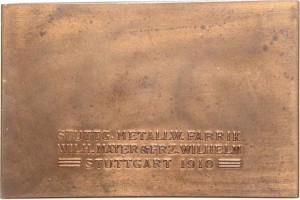 STUTTG. METALLW. FABRIK
WILH. MAYER & FRZ. WILHELM
STUTTGART 1910